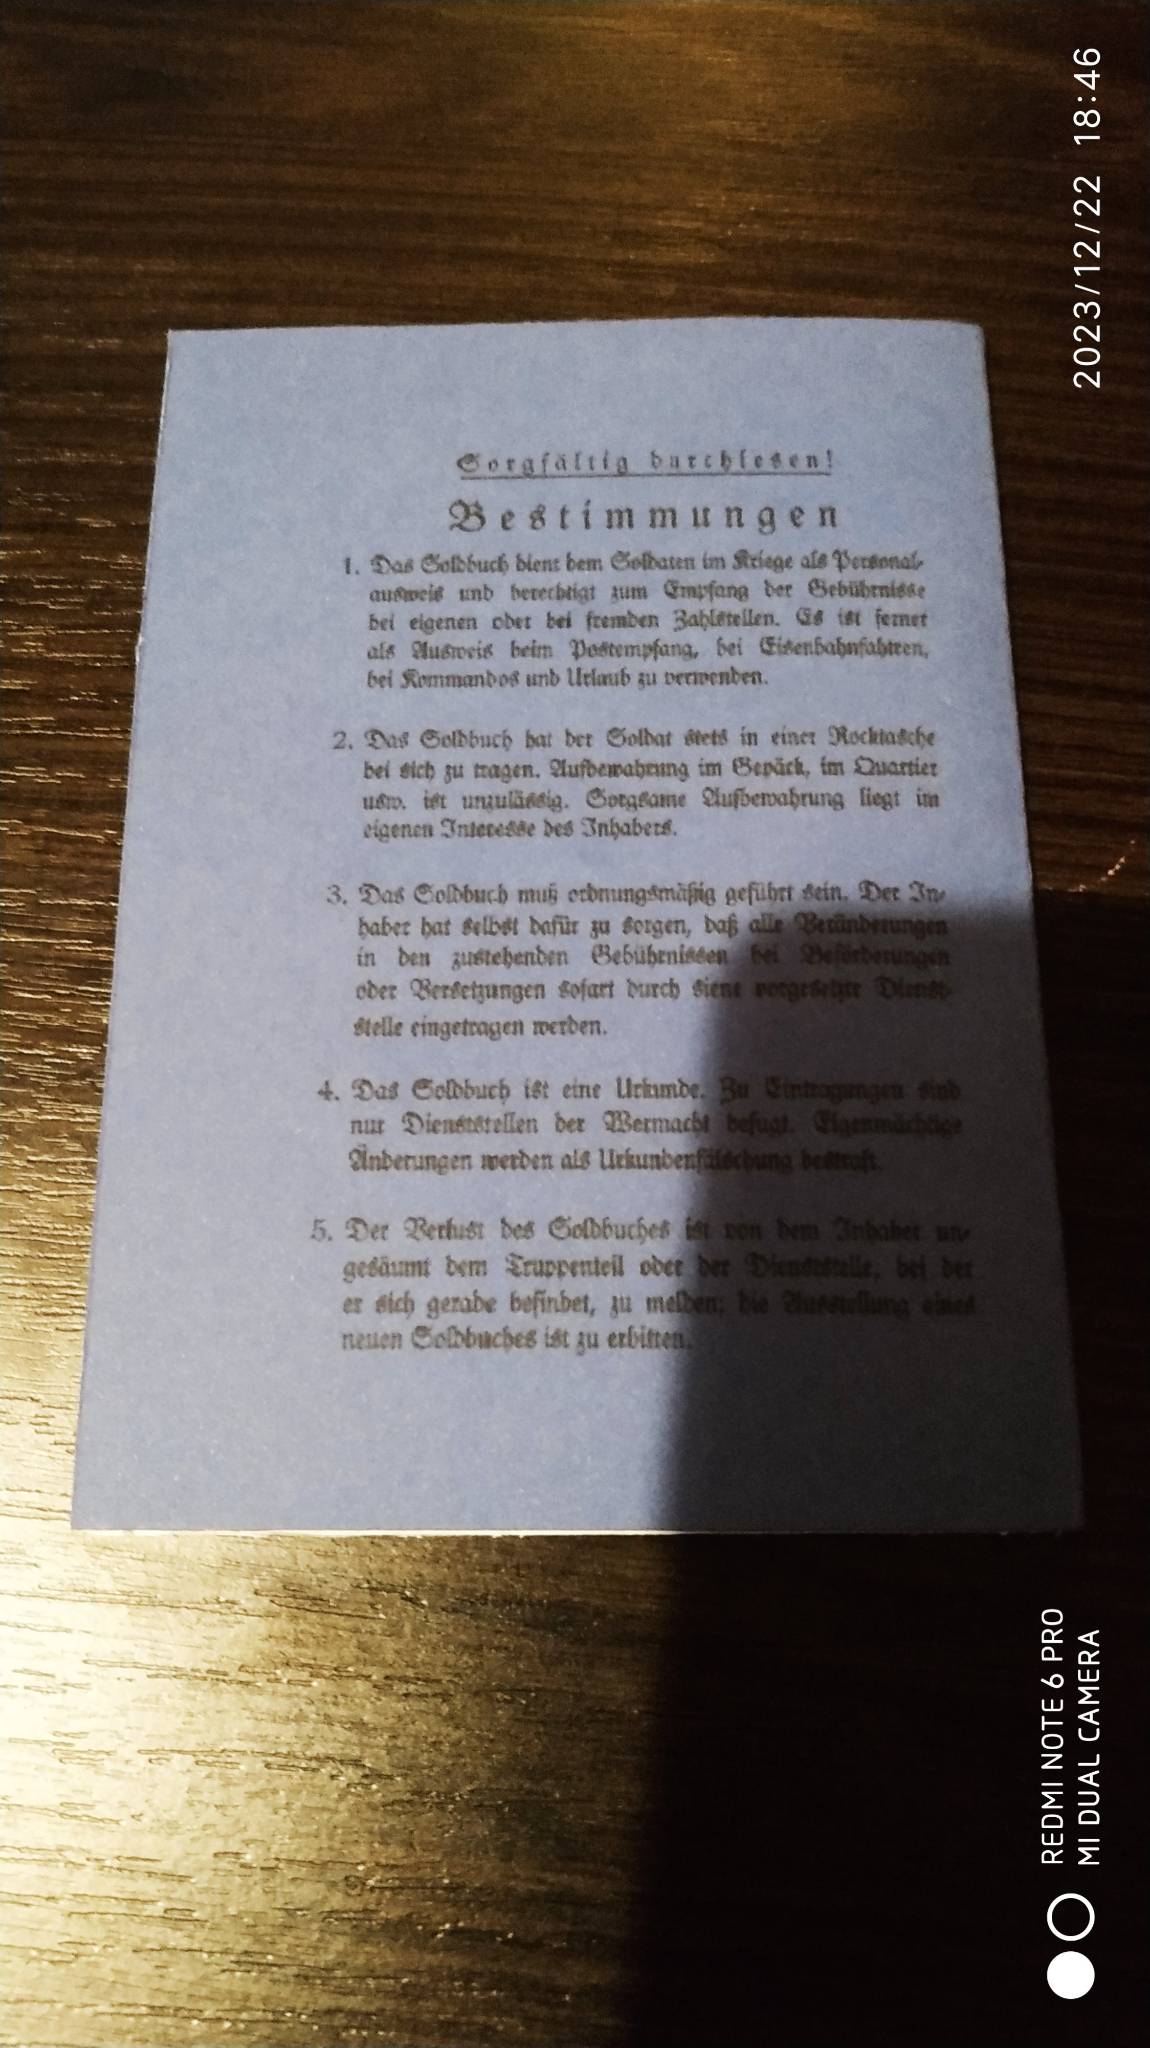 Sorgfältig durchlesen!
Bestimmungen
1. Das Soldbuch dient dem Soldaten im Kriege als Personal-
ausweis und berechtigt zum Empfang der Gebührnisse
bei eigenen oder bei fremden Zahlstellen. Es ist ferner
als Ausweis beim Postempfang, bei Eisenbahnfahrten,
bei Kommandos und Urlaub zu verwenden.
2. Das Soldbuch hat der Soldat stets in einer Rocktasche
bei sich zu tragen. Aufbewahrung im Gepäck, im Quartier
usw. ist unzulässig. Sorgsame Aufbewahrung liegt im
eigenen Interesse des Inhabers.
3. Das Soldbuch muß ordnungsmäßig geführt sein. Der In-
haber hat selbst dafür zu sorgen, daß alle Veränderungen
in den zustehenden Gebührnissen bei Beförderungen
oder Versetzungen sofart durch siene vorgesetzte Dienst-
stelle eingetragen werden.
4. Das Soldbuch ist eine Urkunde. Zu Eintragungen sind
nur Dienststellen der Wermacht befugt. Eigenmächtige
Änderungen werden als Urkundenfälschung bestraft.
5. Der Verlust des Soldbuches ist von dem Inhaber un-
gesäumt dem Truppenteil oder der Dienststelle, bei der
er sich gerade befindet, zu melden; die Ausstellung eines
neuen Soldbuches ist zu erbitten.
2023/12/22 18:46
REDMI NOTE 6 PRO
MI DUAL CAMERA